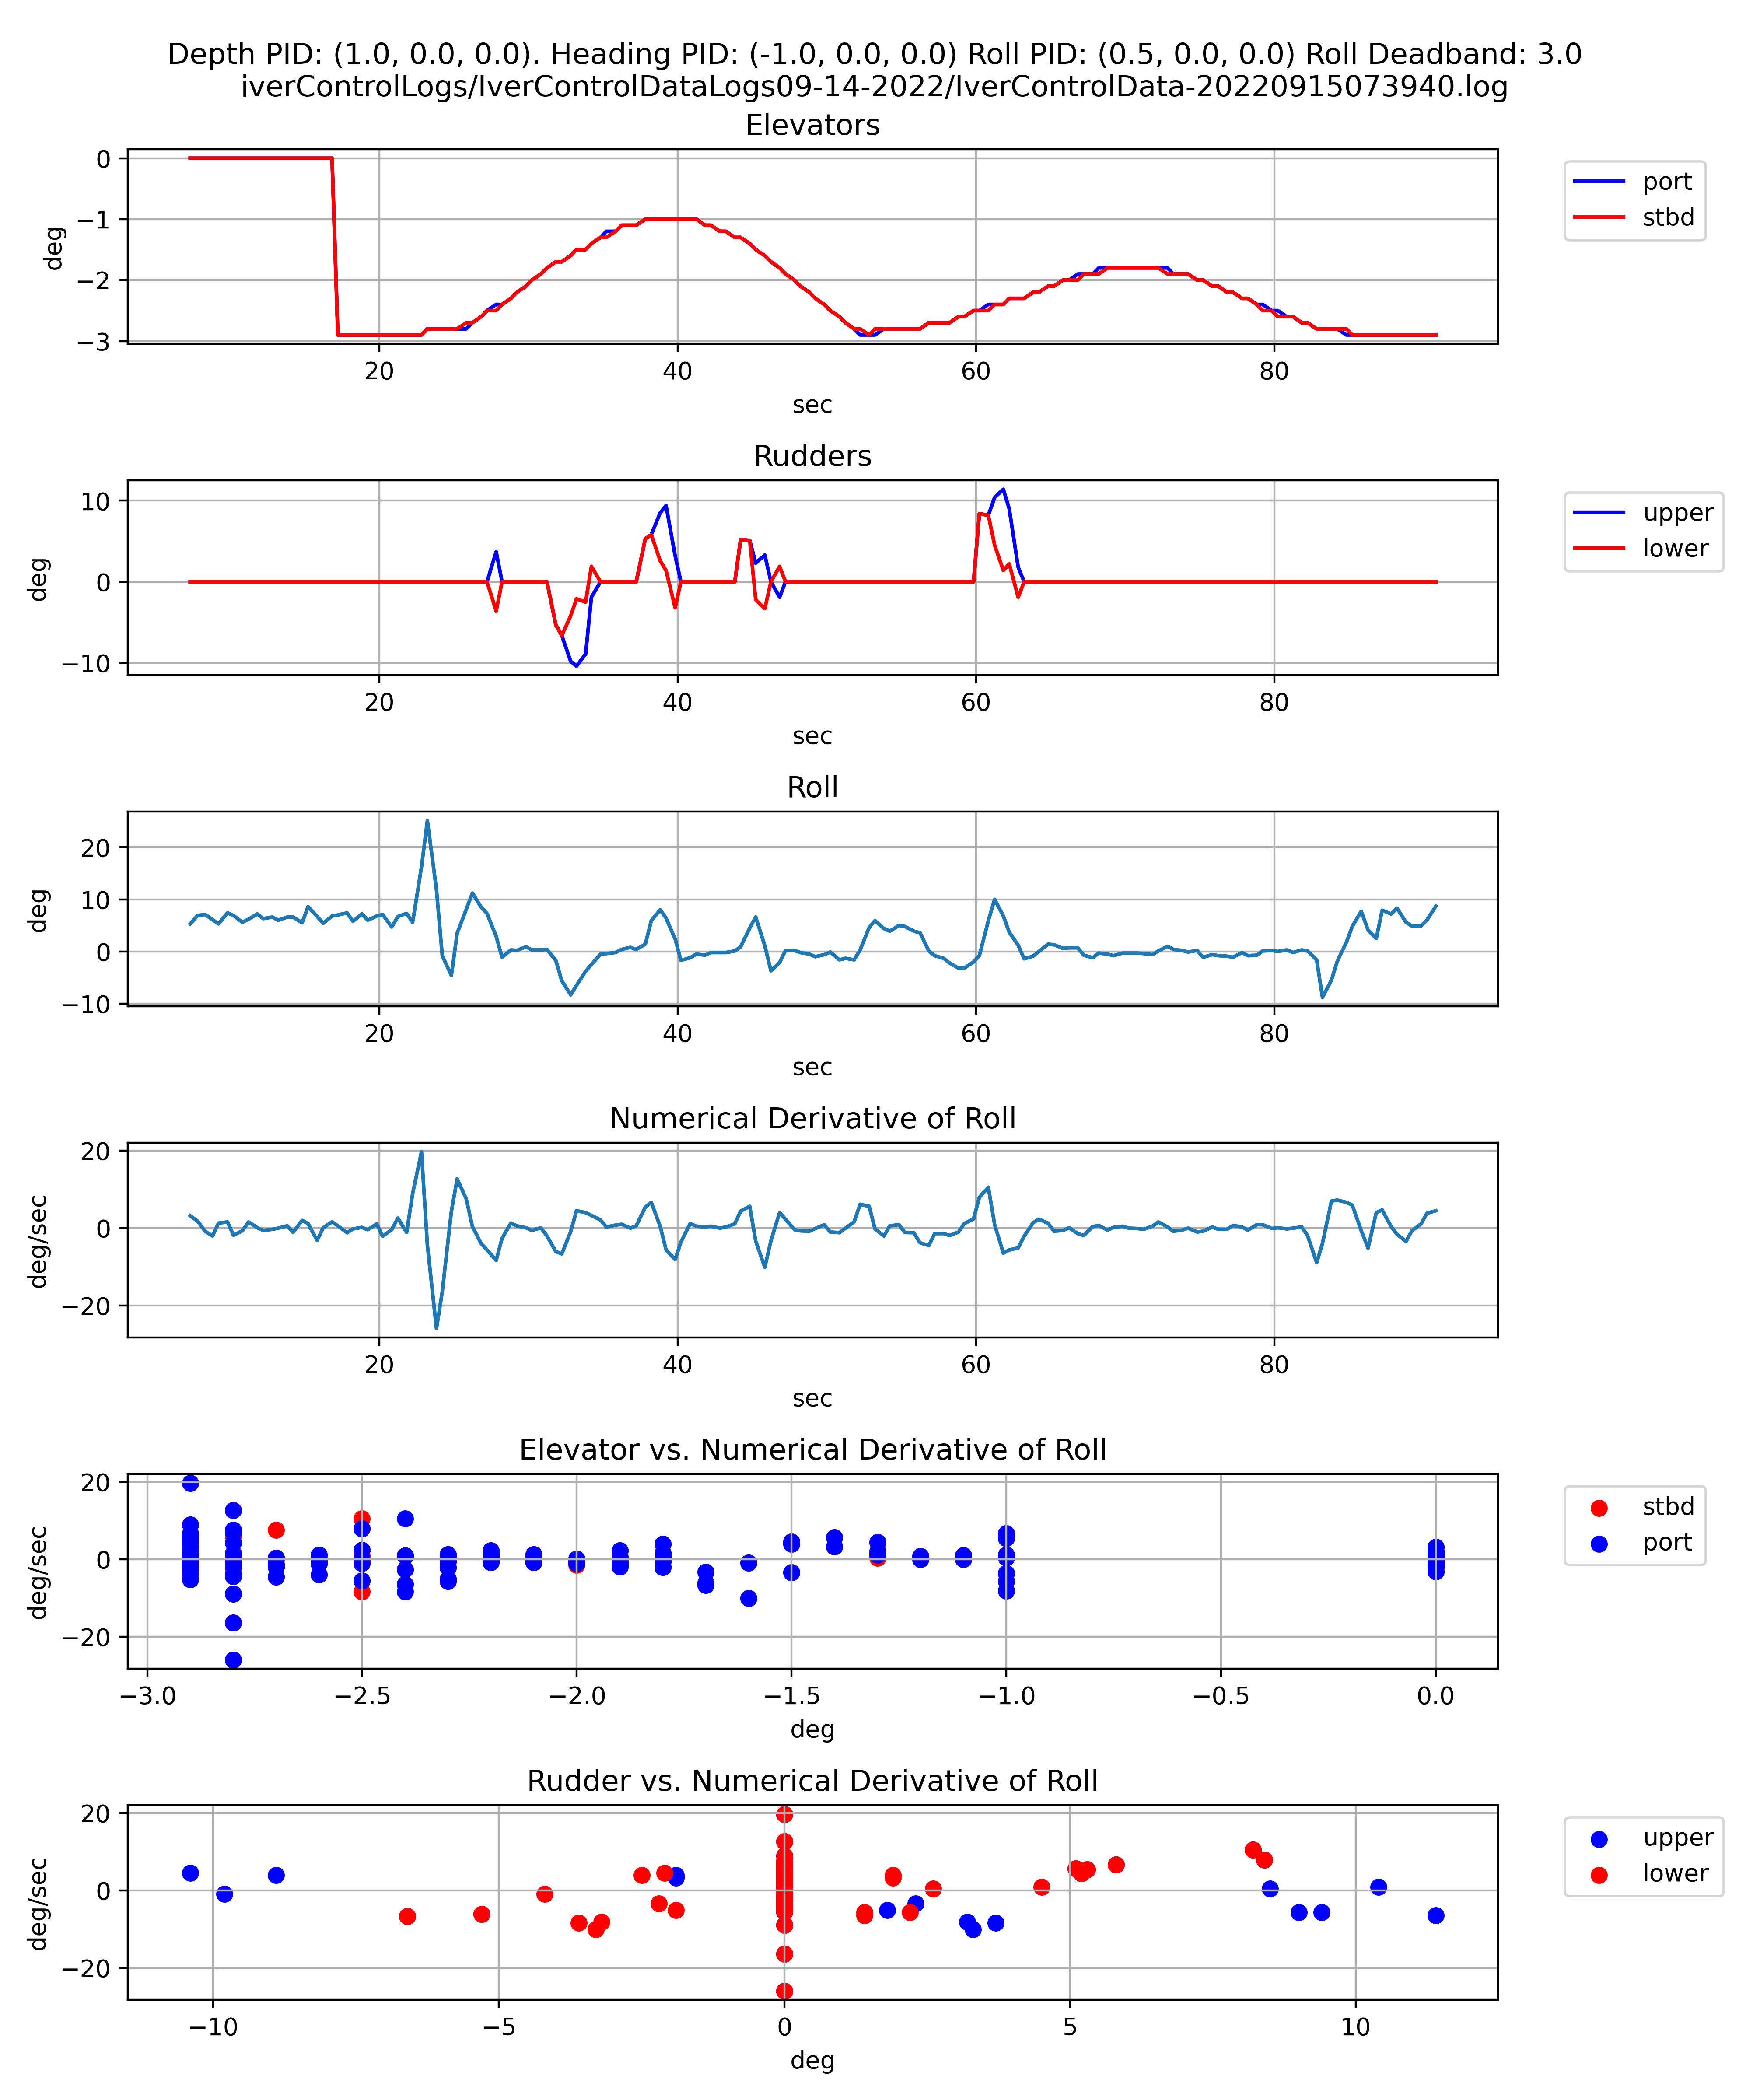 Depth PID: (1.0, 0.0, 0.0). Heading PID: (-1.0, 0.0, 0.0) Roll PID: (0.5, 0.0, 0.0) Roll Deadband: 3.0
iverControlLogs/IverControlDataLogs09-14-2022/IverControlData-20220915073940.log
Elevators
0
−1
−2
−3
deg
20 40 60 80
sec
port
stbd
Rudders
10
0
−10
deg
20 40 60 80
sec
upper
lower
Roll
20
10
0
−10
deg
20 40 60 80
sec
Numerical Derivative of Roll
20
0
−20
deg/sec
20 40 60 80
sec
Elevator vs. Numerical Derivative of Roll
20
0
−20
deg/sec
−3.0 −2.5 −2.0 −1.5 −1.0 −0.5 0.0
deg
stbd
port
Rudder vs. Numerical Derivative of Roll
20
0
−20
deg/sec
−10 −5 0 5 10
deg
upper
lower